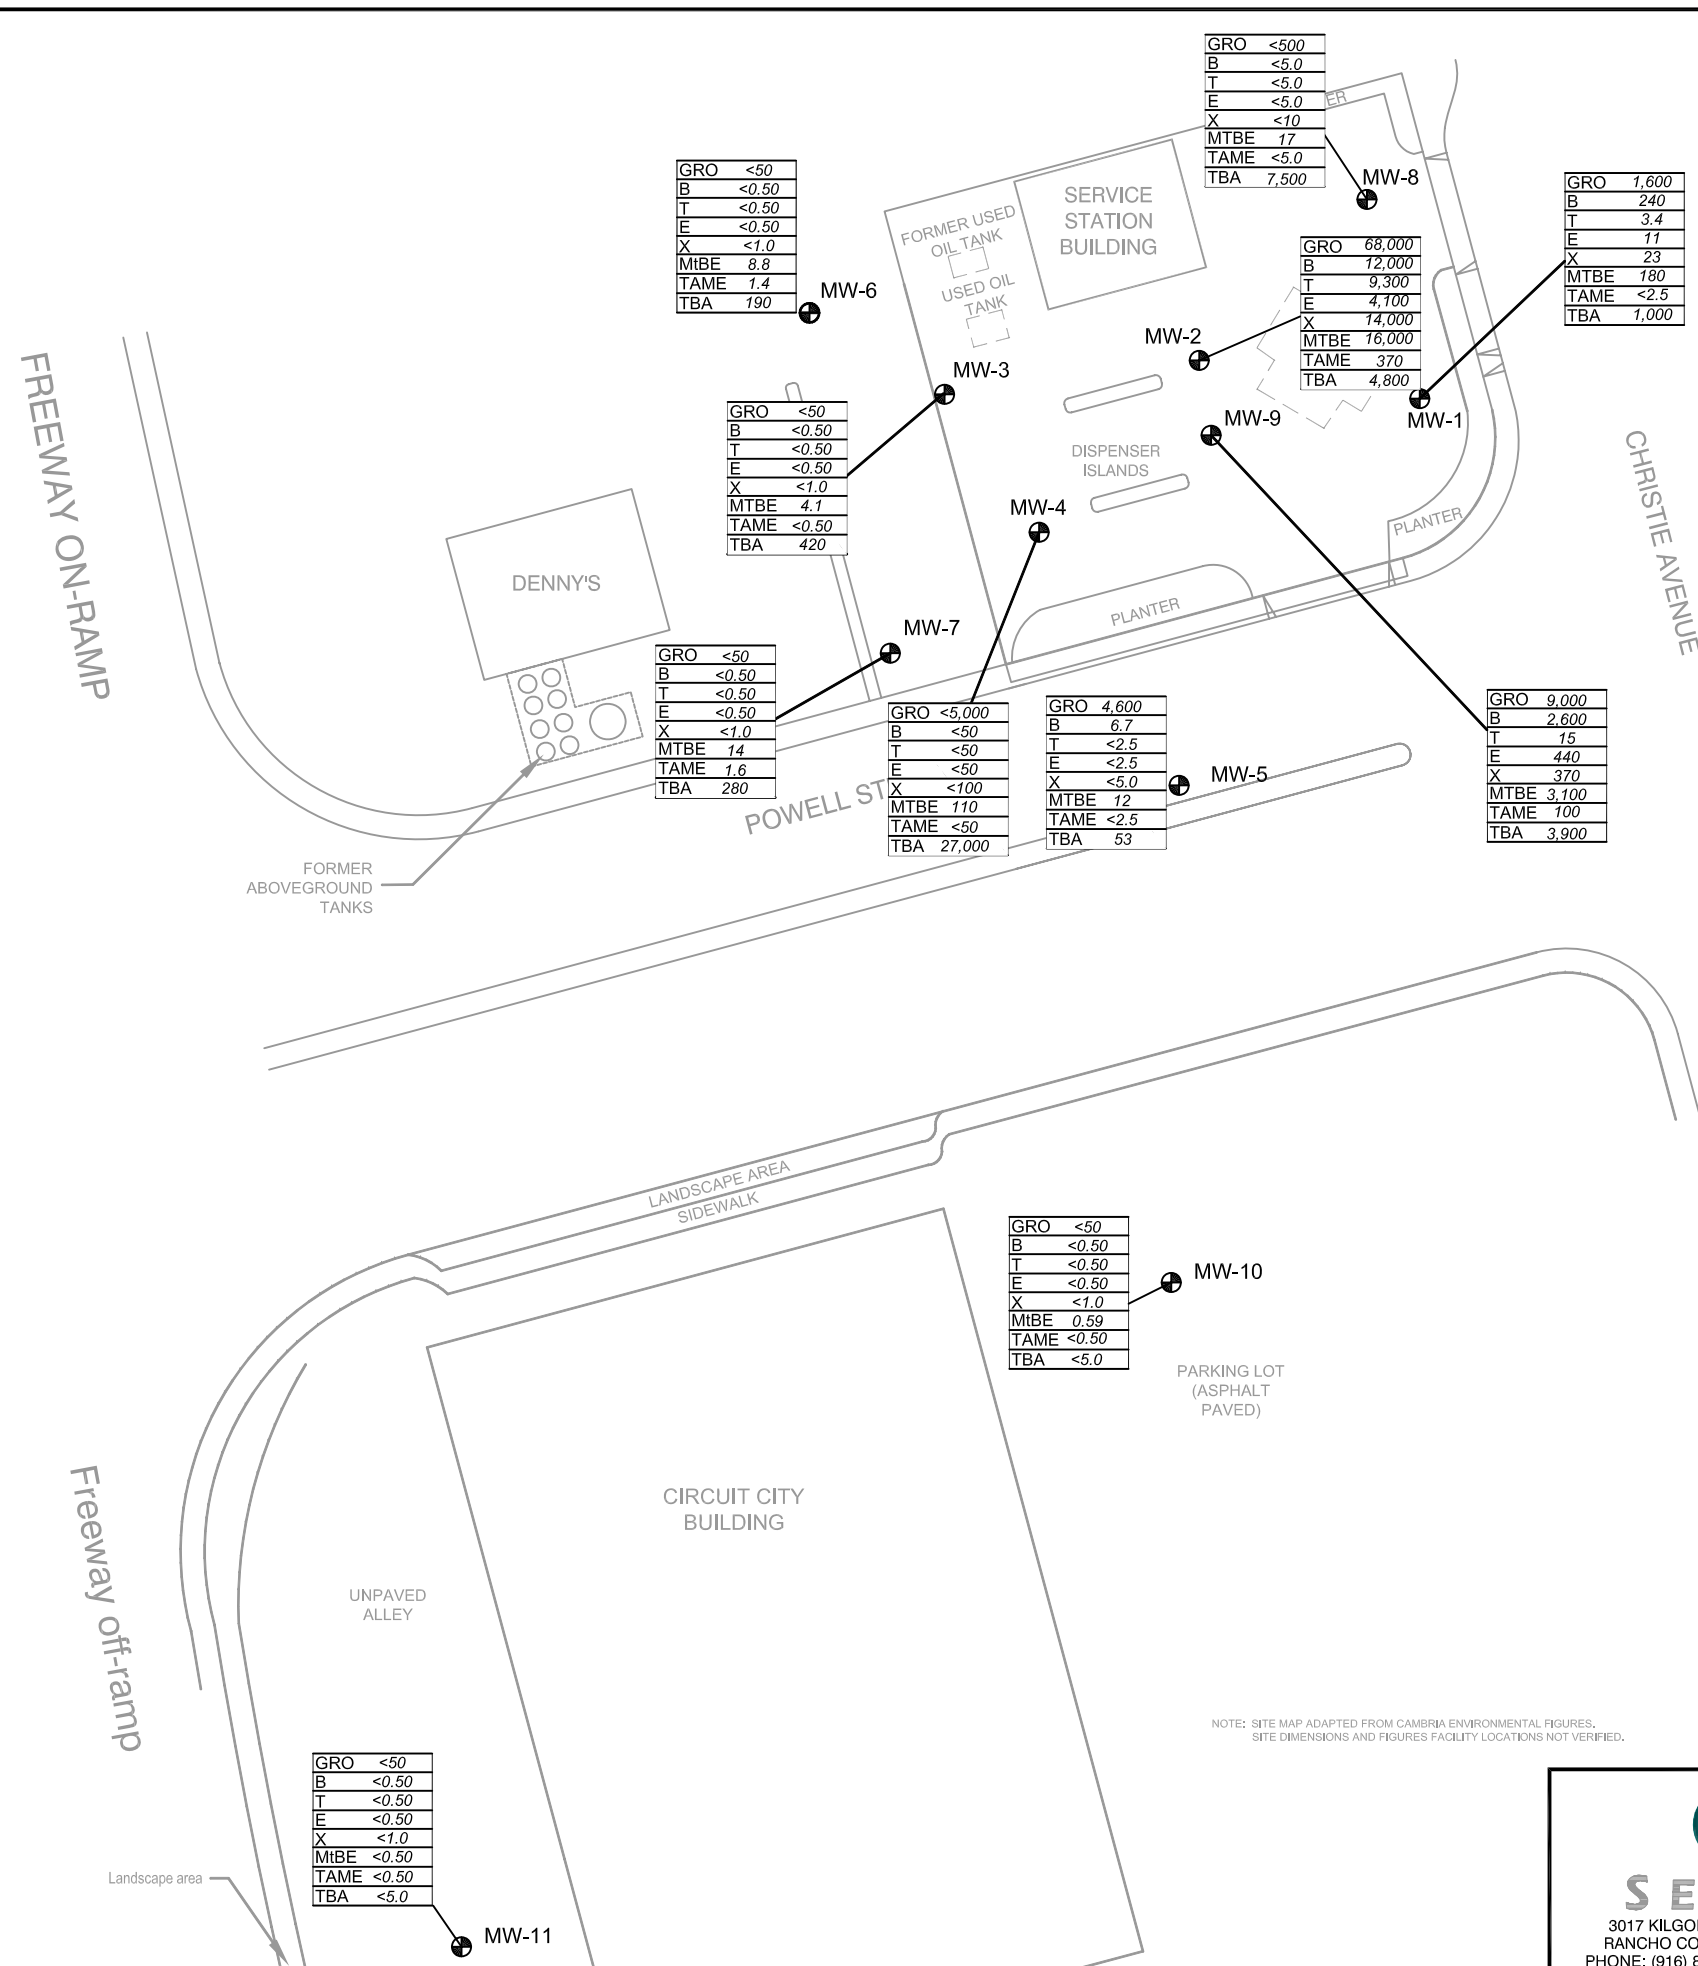 GRO <500
B <5.0
T <5.0
E <5.0
X <10
MTBE 17
TAME <5.0
TBA 7,500
MW-8
GRO <50
B <0.50
T <0.50
E <0.50
X <1.0
MtBE 8.8
TAME 1.4
TBA 190
MW-6
FORMER USED
OIL TANK
USED OIL
TANK
SERVICE
STATION
BUILDING
GRO 1,600
B 240
T 3.4
E 11
X 23
MTBE 180
TAME <2.5
TBA 1,000
MW-1
GRO 68,000
B 12,000
T 9,300
E 4,100
X 14,000
MTBE 16,000
TAME 370
TBA 4,800
MW-2
MW-3
GRO <50
B <0.50
T <0.50
E <0.50
X <1.0
MTBE 4.1
TAME <0.50
TBA 420
MW-9
DISPENSER
ISLANDS
MW-4
PLANTER
PLANTER
FREEWAY ON-RAMP
CHRISTIE AVENUE
DENNY'S
MW-7
GRO <50
B <0.50
T <0.50
E <0.50
X <1.0
MTBE 14
TAME 1.6
TBA 280
GRO <5,000
B <50
T <50
E <50
X <100
MTBE 110
TAME <50
TBA 27,000
GRO 4,600
B 6.7
T <2.5
E <2.5
X <5.0
MTBE 12
TAME <2.5
TBA 53
MW-5
GRO 9,000
B 2,600
T 15
E 440
X 370
MTBE 3,100
TAME 100
TBA 3,900
POWELL ST
FORMER
ABOVEGROUND
TANKS
LANDSCAPE AREA
SIDEWALK
GRO <50
B <0.50
T <0.50
E <0.50
X <1.0
MtBE 0.59
TAME <0.50
TBA <5.0
MW-10
PARKING LOT
(ASPHALT
PAVED)
CIRCUIT CITY
BUILDING
UNPAVED
ALLEY
Freeway off-ramp
NOTE: SITE MAP ADAPTED FROM CAMBRIA ENVIRONMENTAL FIGURES.
SITE DIMENSIONS AND FIGURES FACILITY LOCATIONS NOT VERIFIED.
GRO <50
B <0.50
T <0.50
E <0.50
X <1.0
MtBE <0.50
TAME <0.50
TBA <5.0
MW-11
Landscape area
S E
3017 KILGO
RANCHO CO
PHONE: (916) 8